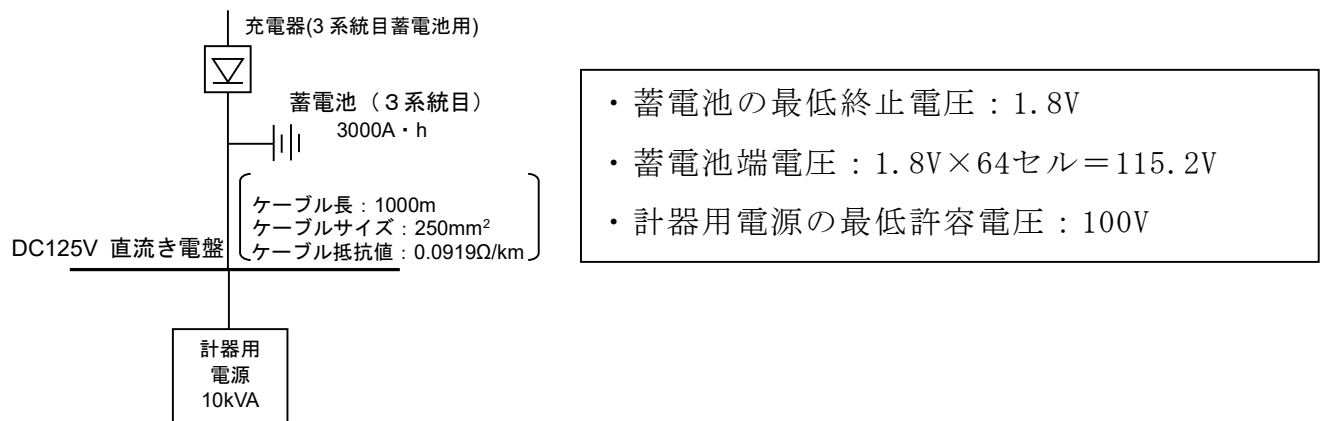 充電器(3 系統目蓄電池用)
蓄電池（３系統目）
3000A・h
ケーブル長：1000m
ケーブルサイズ：250mm²
ケーブル抵抗値：0.0919Ω/km
DC125V 直流き電盤
計器用
電源
10kVA
・蓄電池の最低終止電圧：1.8V
・蓄電池端電圧：1.8V×64セル＝115.2V
・計器用電源の最低許容電圧：100V